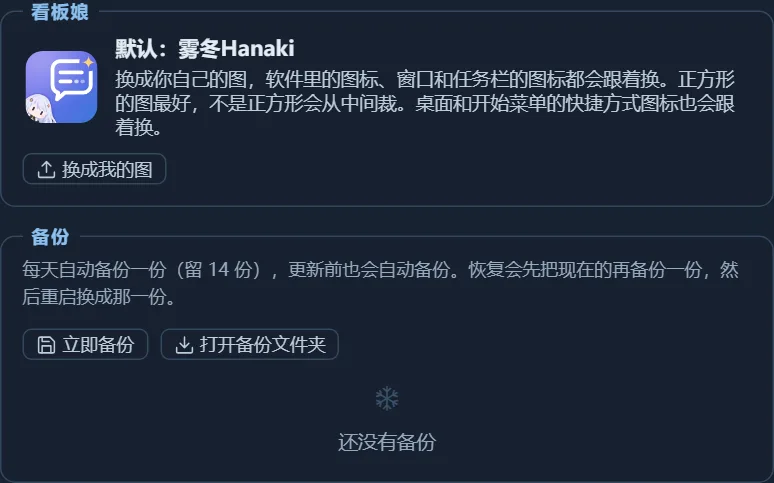 看板娘
默认：雾冬Hanaki
换成你自己的图，软件里的图标、窗口和任务栏的图标都会跟着换。正方形
的图最好，不是正方形会从中间裁。桌面和开始菜单的快捷方式图标也会跟
着换。
换成我的图
备份
每天自动备份一份（留 14 份），更新前也会自动备份。恢复会先把现在的再备份一份，然
后重启换成那一份。
立即备份
打开备份文件夹
还没有备份